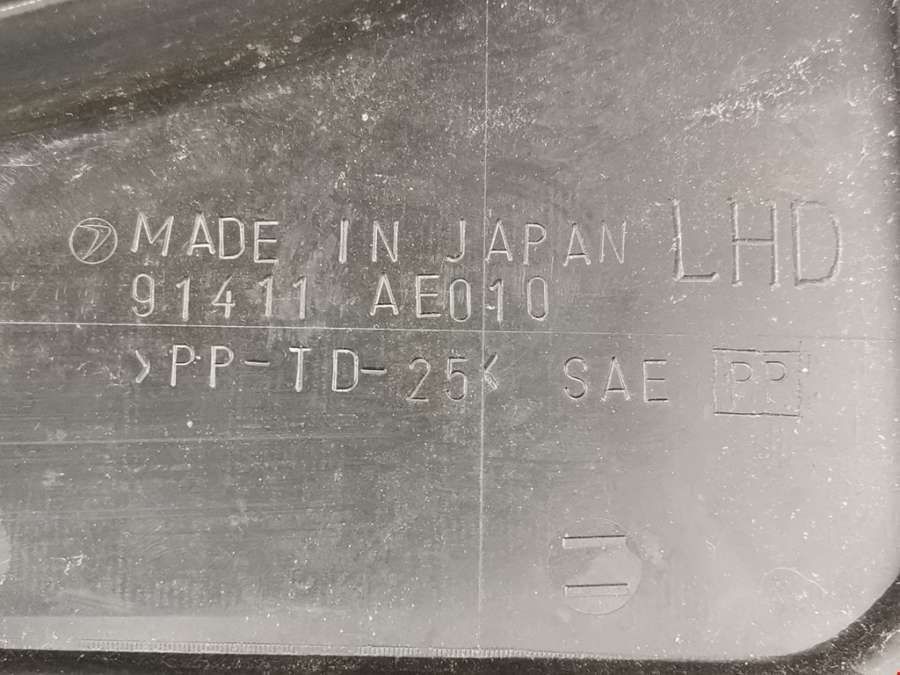 MADE IN JAPAN LHD
91411 AE010
>PP-TD-25< SAE PP